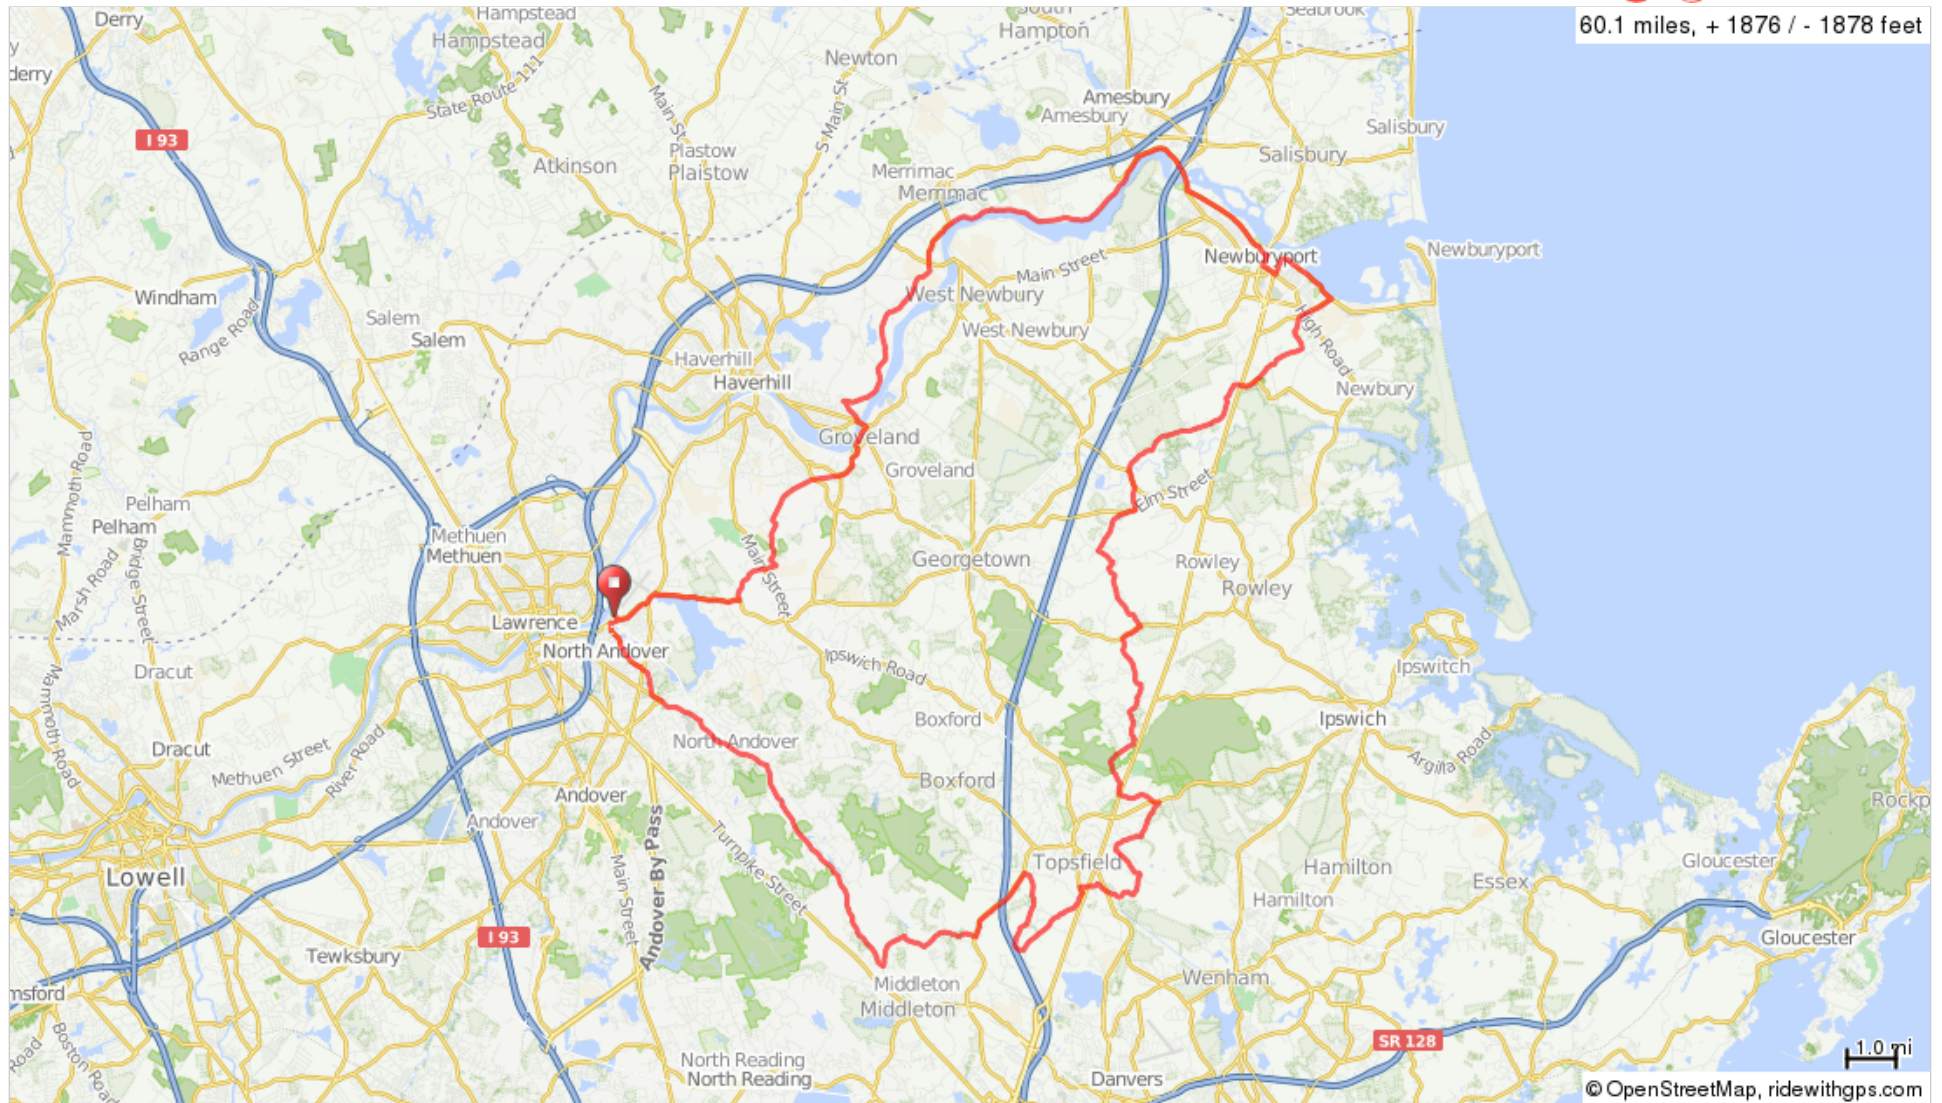 Derry
Hampstead
Hampstead
South
Hampton
Seabrook
60.1 miles, + 1876 / - 1878 feet
derry
State Route 111
Newton
Main St
S Main St
Amesbury
Amesbury
I 93
Salisbury
Salisbury
Plastow
Plaistow
Atkinson
Merrimac
Merrimac
Newburyport
Newburyport
Main Street
Windham
West Newbury
West Newbury
Range Road
Salem
Salem
High Road
Haverhill
Haverhill
Newbury
Groveland
Groveland
Mammoth Road
Pelham
Pelham
Elm Street
Methuen
Methuen
Main Street
Georgetown
Rowley
Rowley
Marsh Road
Bridge Street
Lawrence
North Andover
Ipswich Road
Ipswitch
Dracut
Mammoth Road
Boxford
Ipswich
North Andover
Dracut
Methuen Street
River Road
Argilla Road
Boxford
Andover
Andover
Andover By Pass
Turnpike Street
Rockp
Lowell
Main Street
Topsfield
Hamilton
Hamilton
Essex
Gloucester
Gloucester
I 93
Tewksbury
Middleton
Middleton
Wenham
msford
Road
Boston Road
SR 128
1.0 mi
North Reading
North Reading
Danvers
© OpenStreetMap, ridewithgps.com